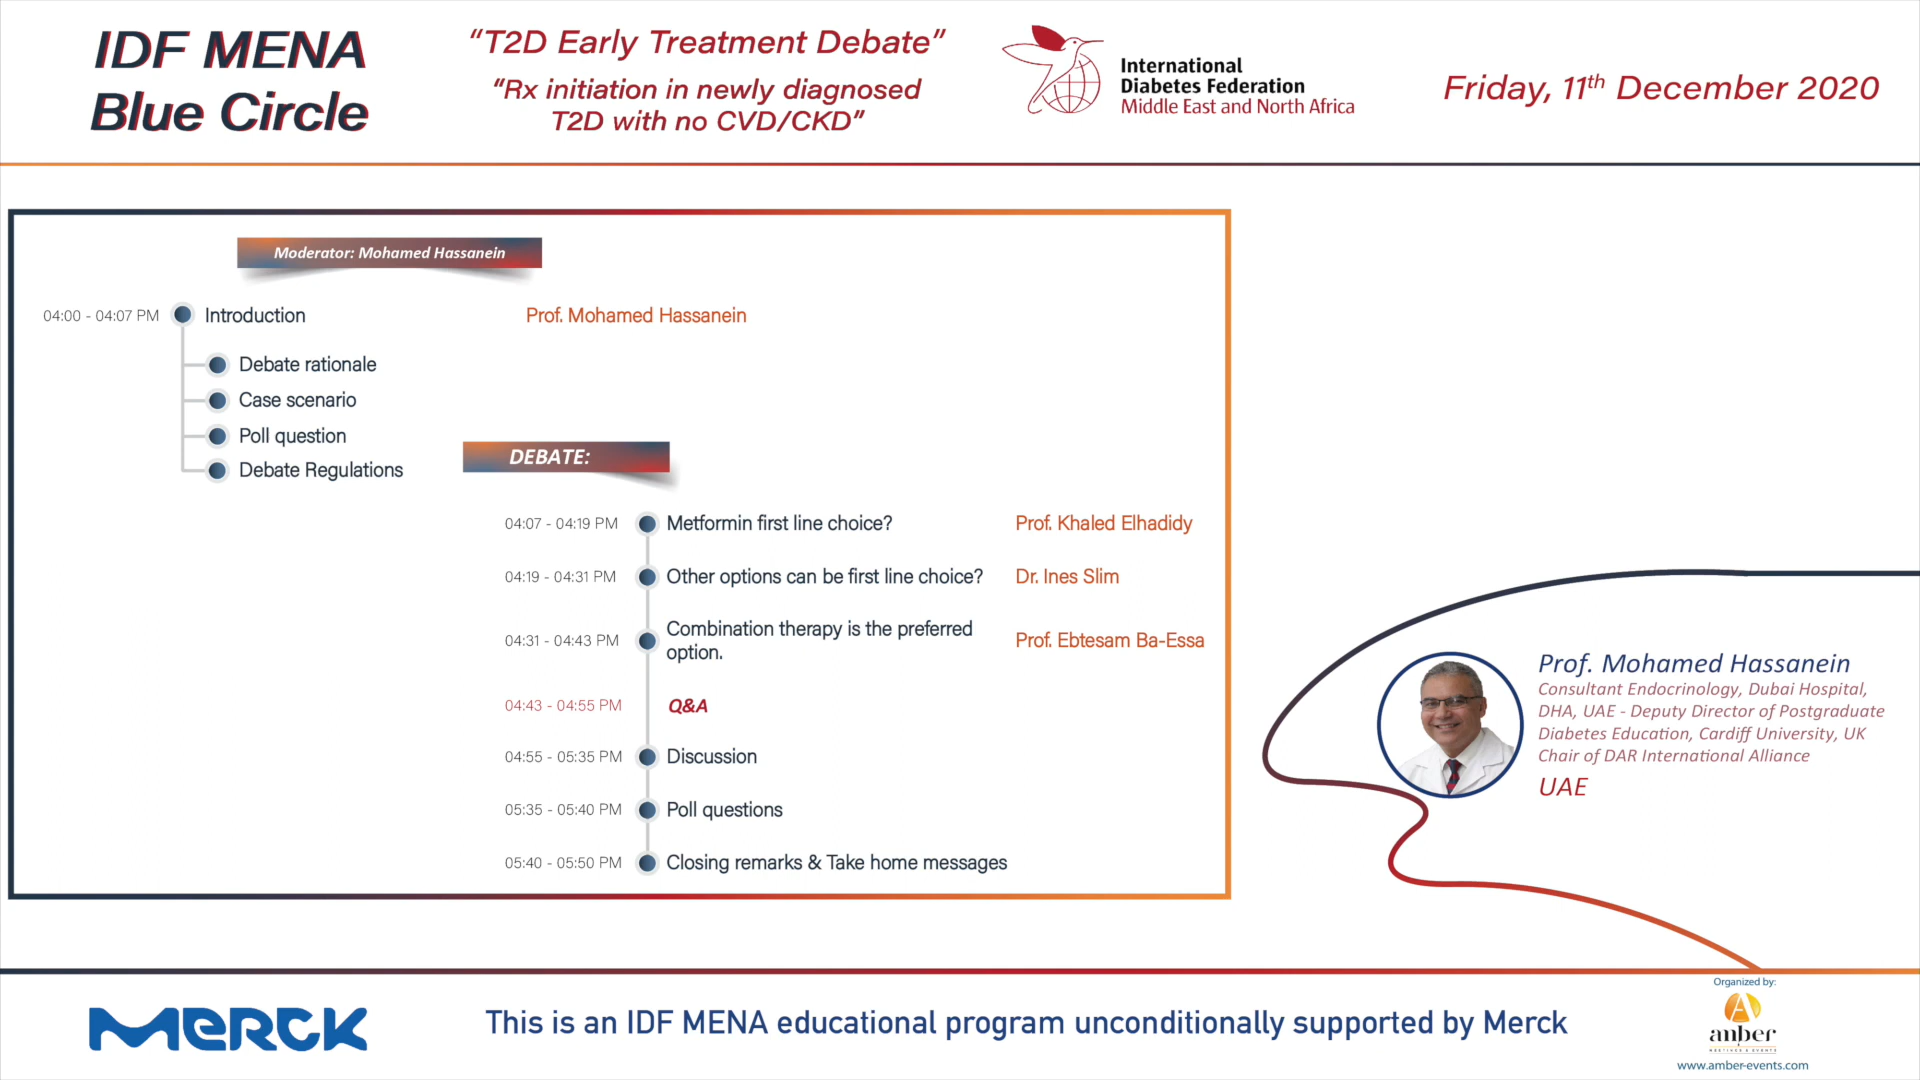 IDF MENA
Blue Circle
“T2D Early Treatment Debate”
“Rx initiation in newly diagnosed
T2D with no CVD/CKD”
International
Diabetes Federation
Middle East and North Africa
Friday, 11th December 2020
Moderator: Mohamed Hassanein
04:00 - 04:07 PM Introduction Prof. Mohamed Hassanein
Debate rationale
Case scenario
Poll question
Debate Regulations
DEBATE:
04:07 - 04:19 PM Metformin first line choice? Prof. Khaled Elhadidy
04:19 - 04:31 PM Other options can be first line choice? Dr. Ines Slim
04:31 - 04:43 PM Combination therapy is the preferred
option. Prof. Ebtesam Ba-Essa
04:43 - 04:55 PM Q&A
04:55 - 05:35 PM Discussion
05:35 - 05:40 PM Poll questions
05:40 - 05:50 PM Closing remarks & Take home messages
Prof. Mohamed Hassanein
Consultant Endocrinology, Dubai Hospital,
DHA, UAE - Deputy Director of Postgraduate
Diabetes Education, Cardiff University, UK
Chair of DAR International Alliance
UAE
MERCK
This is an IDF MENA educational program unconditionally supported by Merck
Organized by:
amber
MEETINGS & EVENTS
www.amber-events.com